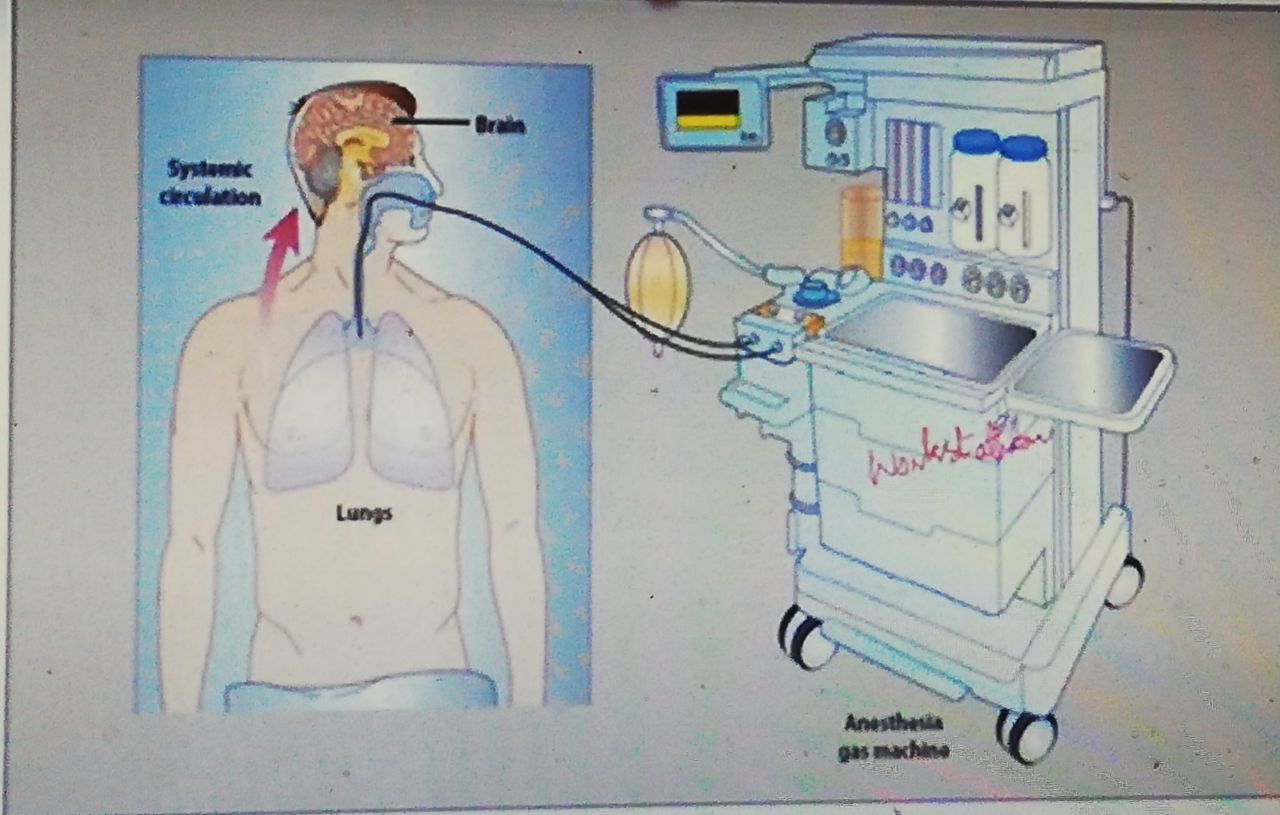 Brain
Systemic
circulation
Lungs
Workstation
Anesthesia
gas machine